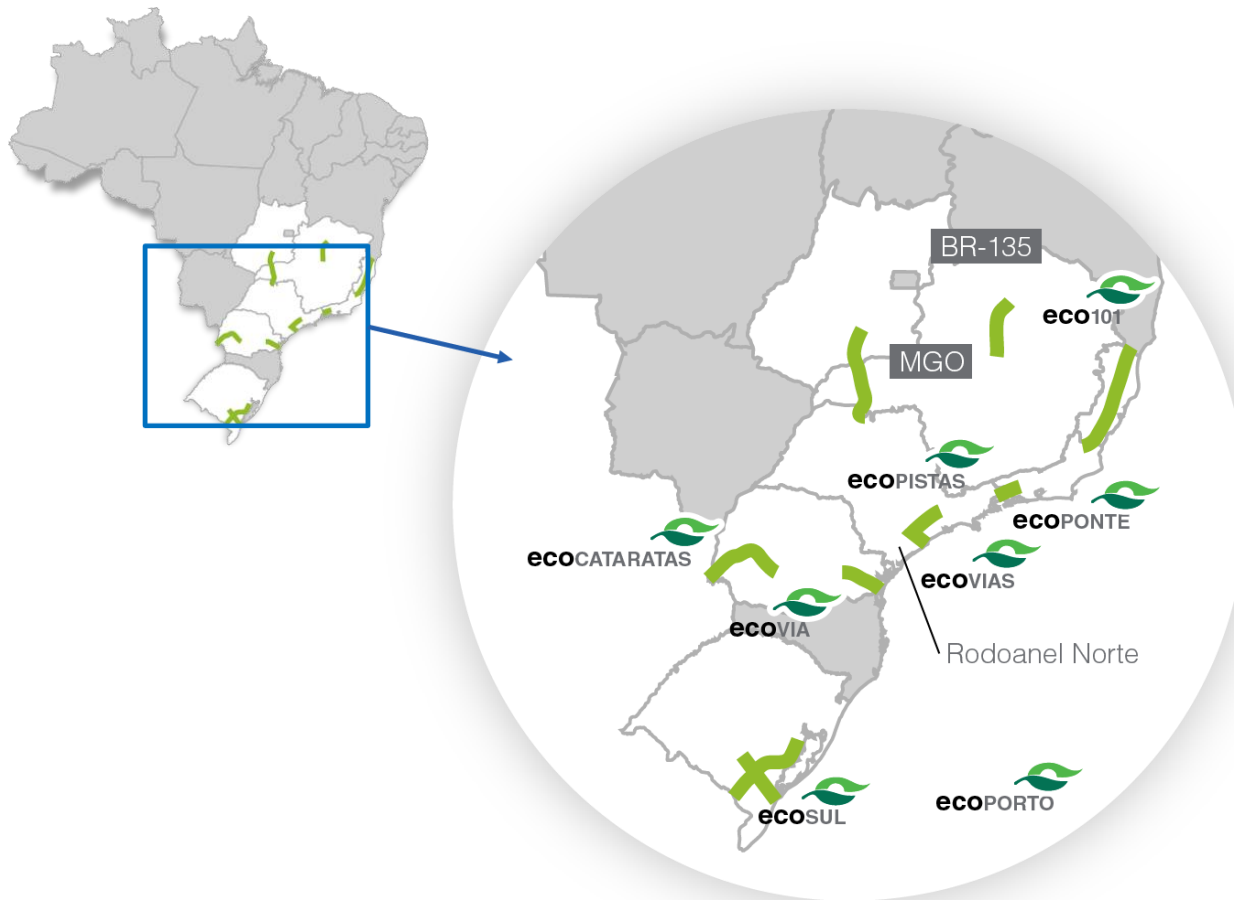 BR-135
eco101
MGO
ecoPISTAS
ecoPONTE
ecoCATARATAS
ecoVIAS
ecoVIA
Rodoanel Norte
ecoSUL
ecoPORTO